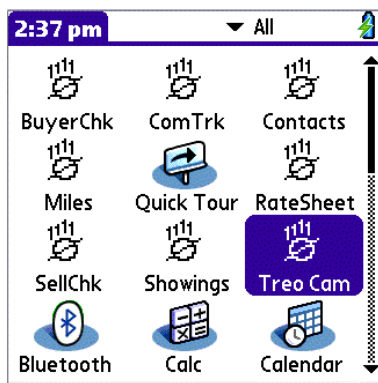 2:37 pm All
BuyerChk ComTrk Contacts
Miles Quick Tour RateSheet
SellChk Showings Treo Cam
Bluetooth Calc Calendar